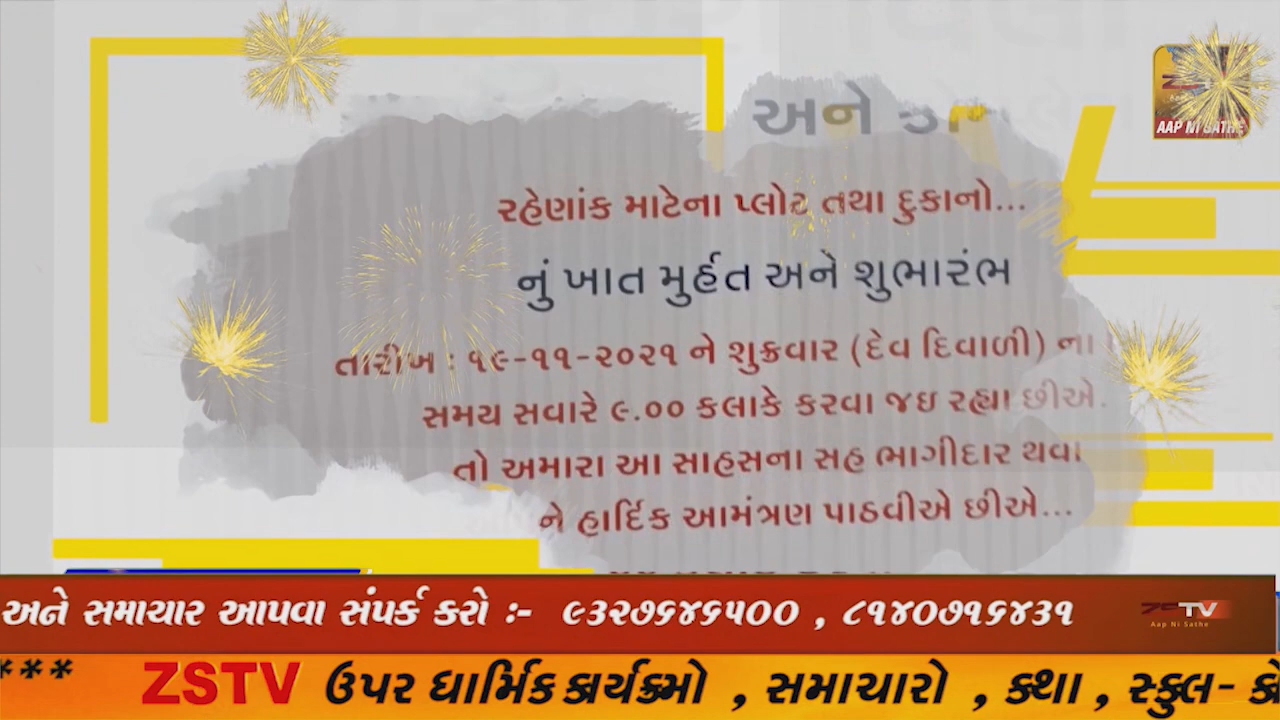 અને
AAP NI SATHE
રહેણાંક માટેના પ્લોટ તથા દુકાનો...
નું ખાત મુર્હત અને શુભારંભ
તારીખ : ૧૯-૧૧-૨૦૨૧ ને શુક્રવાર (દેવ દિવાળી) ના
સમય સવારે ૯.૦૦ કલાકે કરવા જઇ રહ્યા છીએ.
તો અમારા આ સાહસના સહ ભાગીદાર થવા
ને હાર્દિક આમંત્રણ પાઠવીએ છીએ...
અને સમાચાર આપવા સંપર્ક કરો :- ૯૩૨૭૬૪૬૫૦૦ , ૮૧૪૦૭૧૬૪૩૧
ZSTV
Aap Ni Sathe
*** ZSTV ઉપર ધાર્મિક કાર્યક્રમો , સમાચારો , કથા , સ્કુલ-